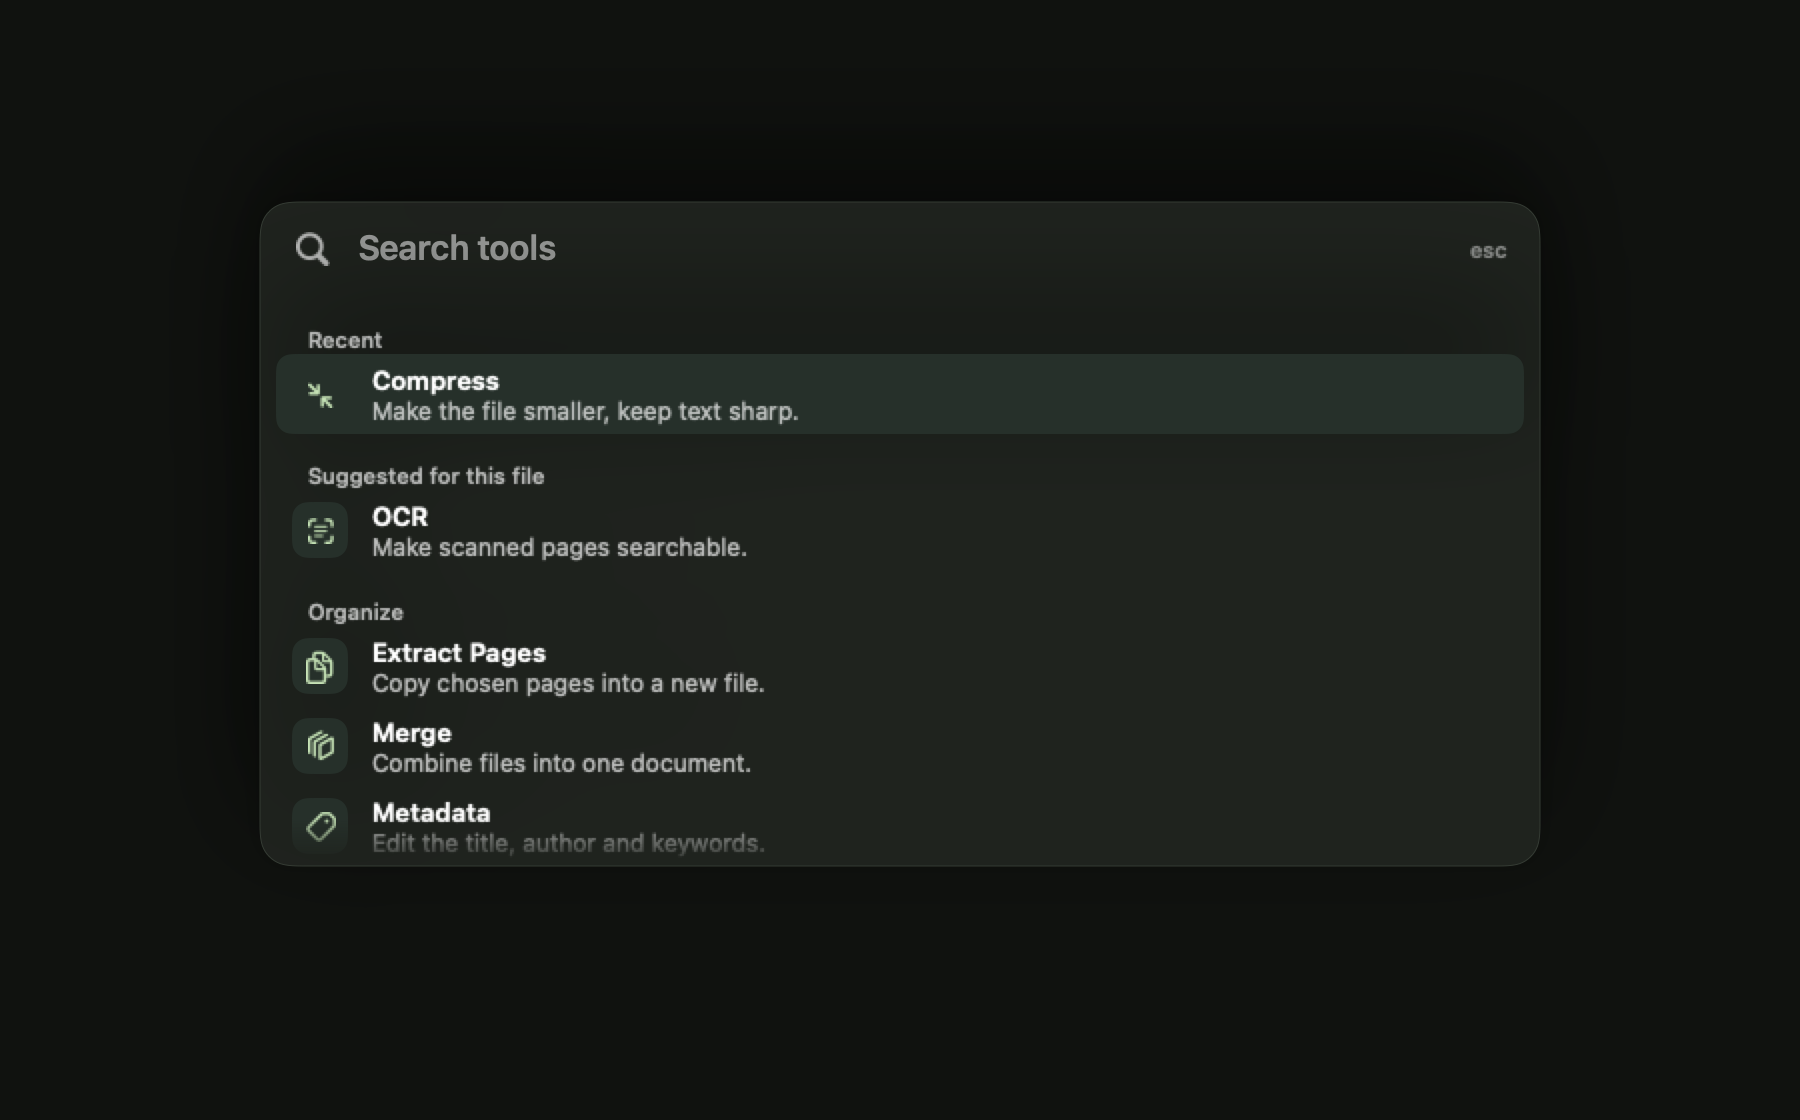 Search tools
esc
Recent
Compress
Make the file smaller, keep text sharp.
Suggested for this file
OCR
Make scanned pages searchable.
Organize
Extract Pages
Copy chosen pages into a new file.
Merge
Combine files into one document.
Metadata
Edit the title, author and keywords.